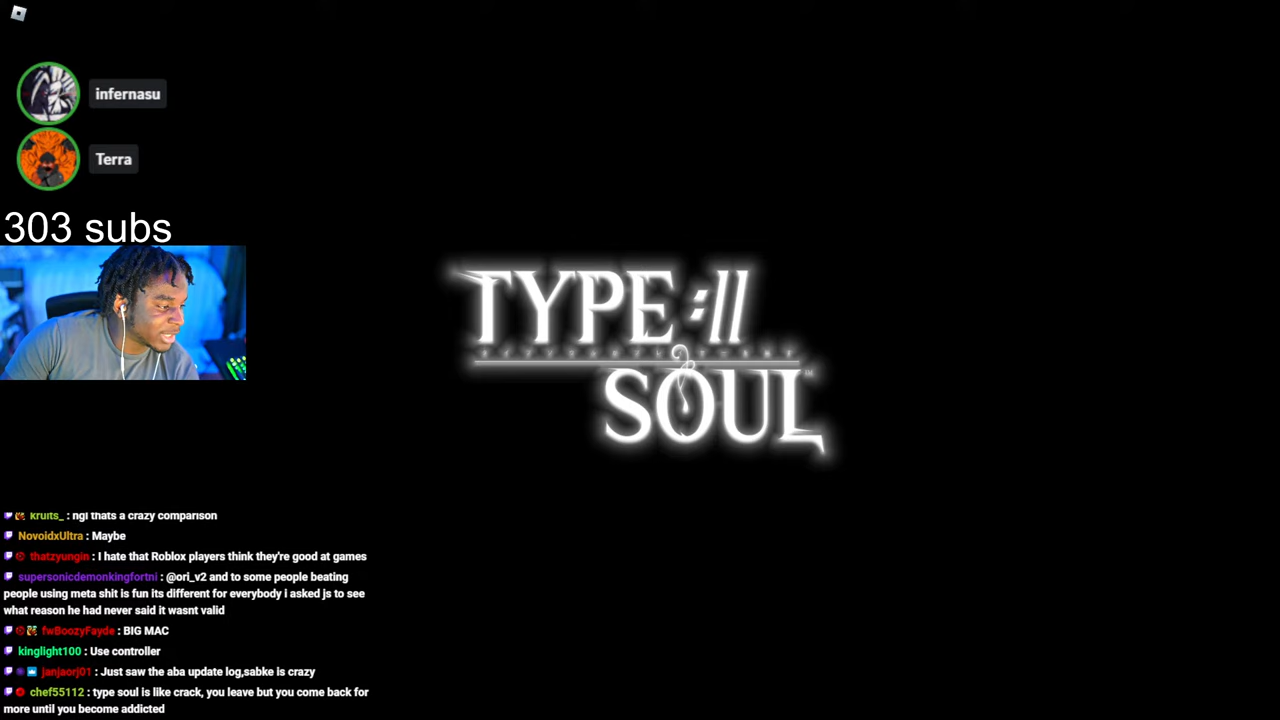 infernasu
Terra
303 subs
TYPE://
SOUL
TM
kruits_ : ngl thats a crazy comparison
NovoidxUltra : Maybe
thatzyungin : I hate that Roblox players think they're good at games
supersonicdemonkingfortni : @ori_v2 and to some people beating
people using meta shit is fun its different for everybody i asked js to see
what reason he had never said it wasnt valid
fwBoozyFayde : BIG MAC
kinglight100 : Use controller
janjaorj01 : Just saw the aba update log,sabke is crazy
chef55112 : type soul is like crack, you leave but you come back for
more until you become addicted